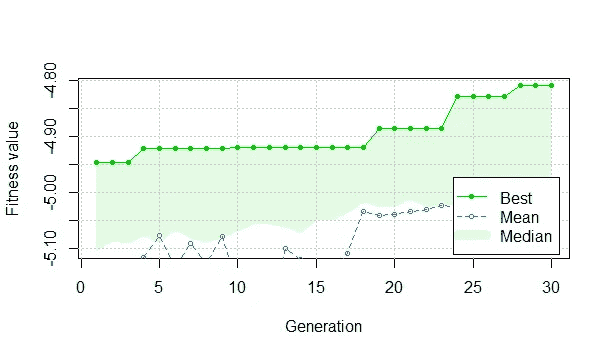 -4.80
-4.90
-5.00
-5.10
Fitness value
Best
Mean
Median
0 5 10 15 20 25 30
Generation